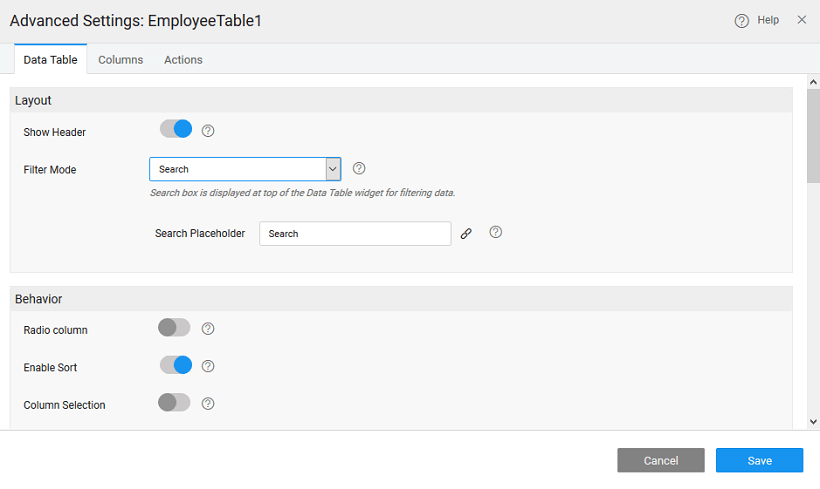 Advanced Settings: EmployeeTable1
Help
Data Table Columns Actions
Layout
Show Header
Filter Mode Search
Search box is displayed at top of the Data Table widget for filtering data.
Search Placeholder Search
Behavior
Radio column
Enable Sort
Column Selection
Cancel Save